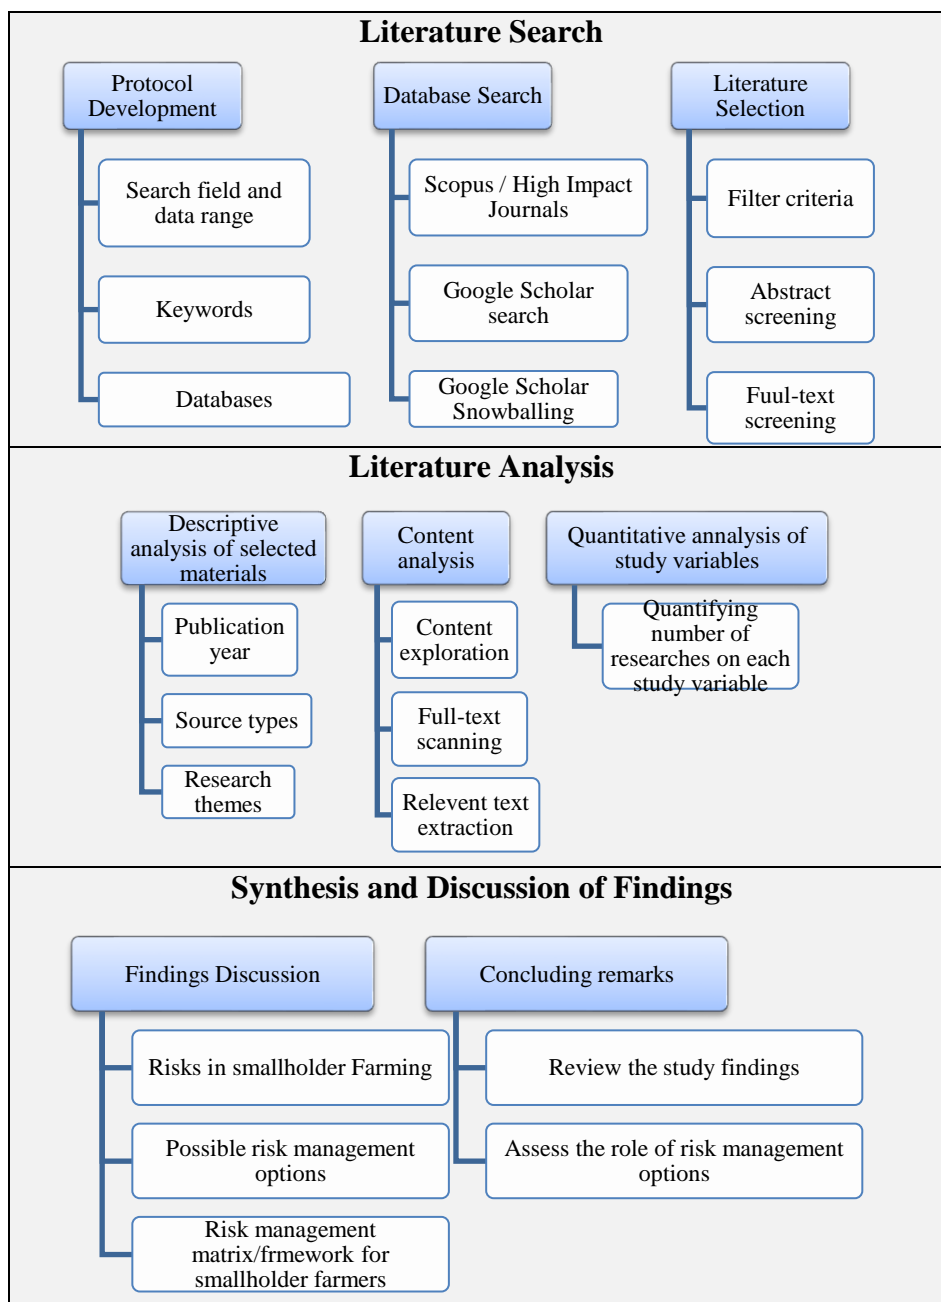 Literature Search
Protocol
Development
Search field and
data range
Keywords
Databases
Database Search
Scopus / High Impact
Journals
Google Scholar
search
Google Scholar
Snowballing
Literature
Selection
Filter criteria
Abstract
screening
Fuul-text
screening
Literature Analysis
Descriptive
analysis of selected
materials
Publication
year
Source types
Research
themes
Content
analysis
Content
exploration
Full-text
scanning
Relevent text
extraction
Quantitative annalysis of
study variables
Quantifying
number of
researches on each
study variable
Synthesis and Discussion of Findings
Findings Discussion
Risks in smallholder Farming
Possible risk management
options
Risk management
matrix/frmework for
smallholder farmers
Concluding remarks
Review the study findings
Assess the role of risk management
options